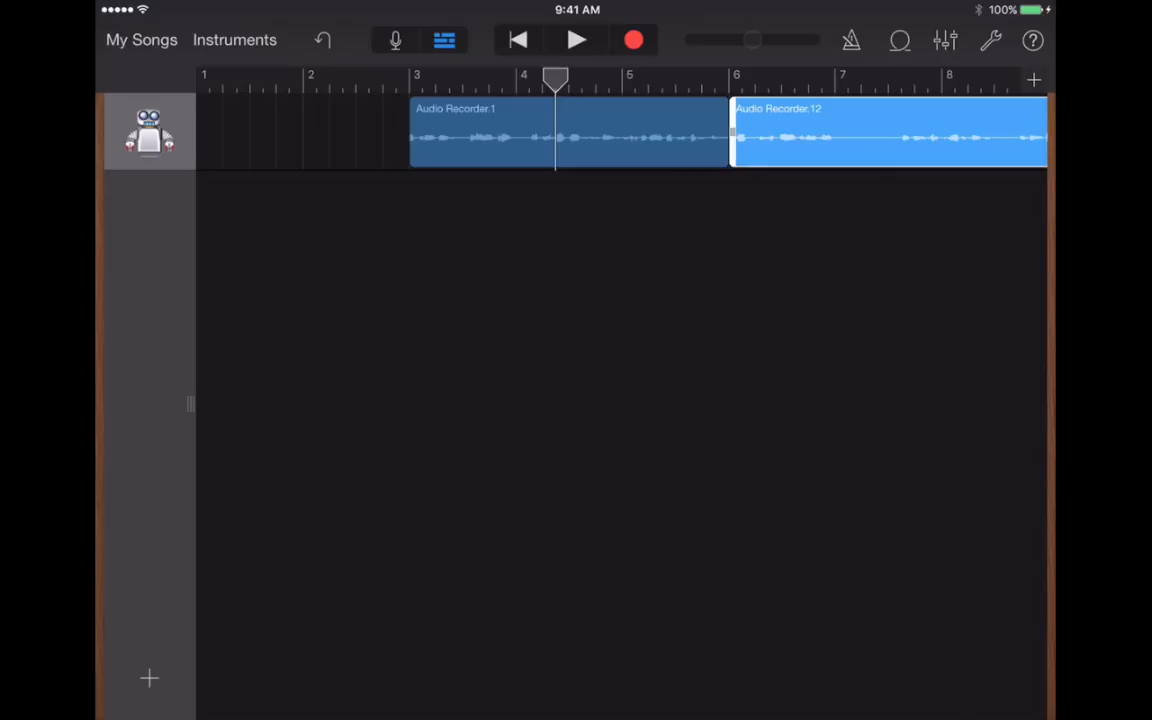 9:41 AM
100%
My Songs Instruments
1 2 3 4 5 6 7 8
Audio Recorder.1 Audio Recorder.12